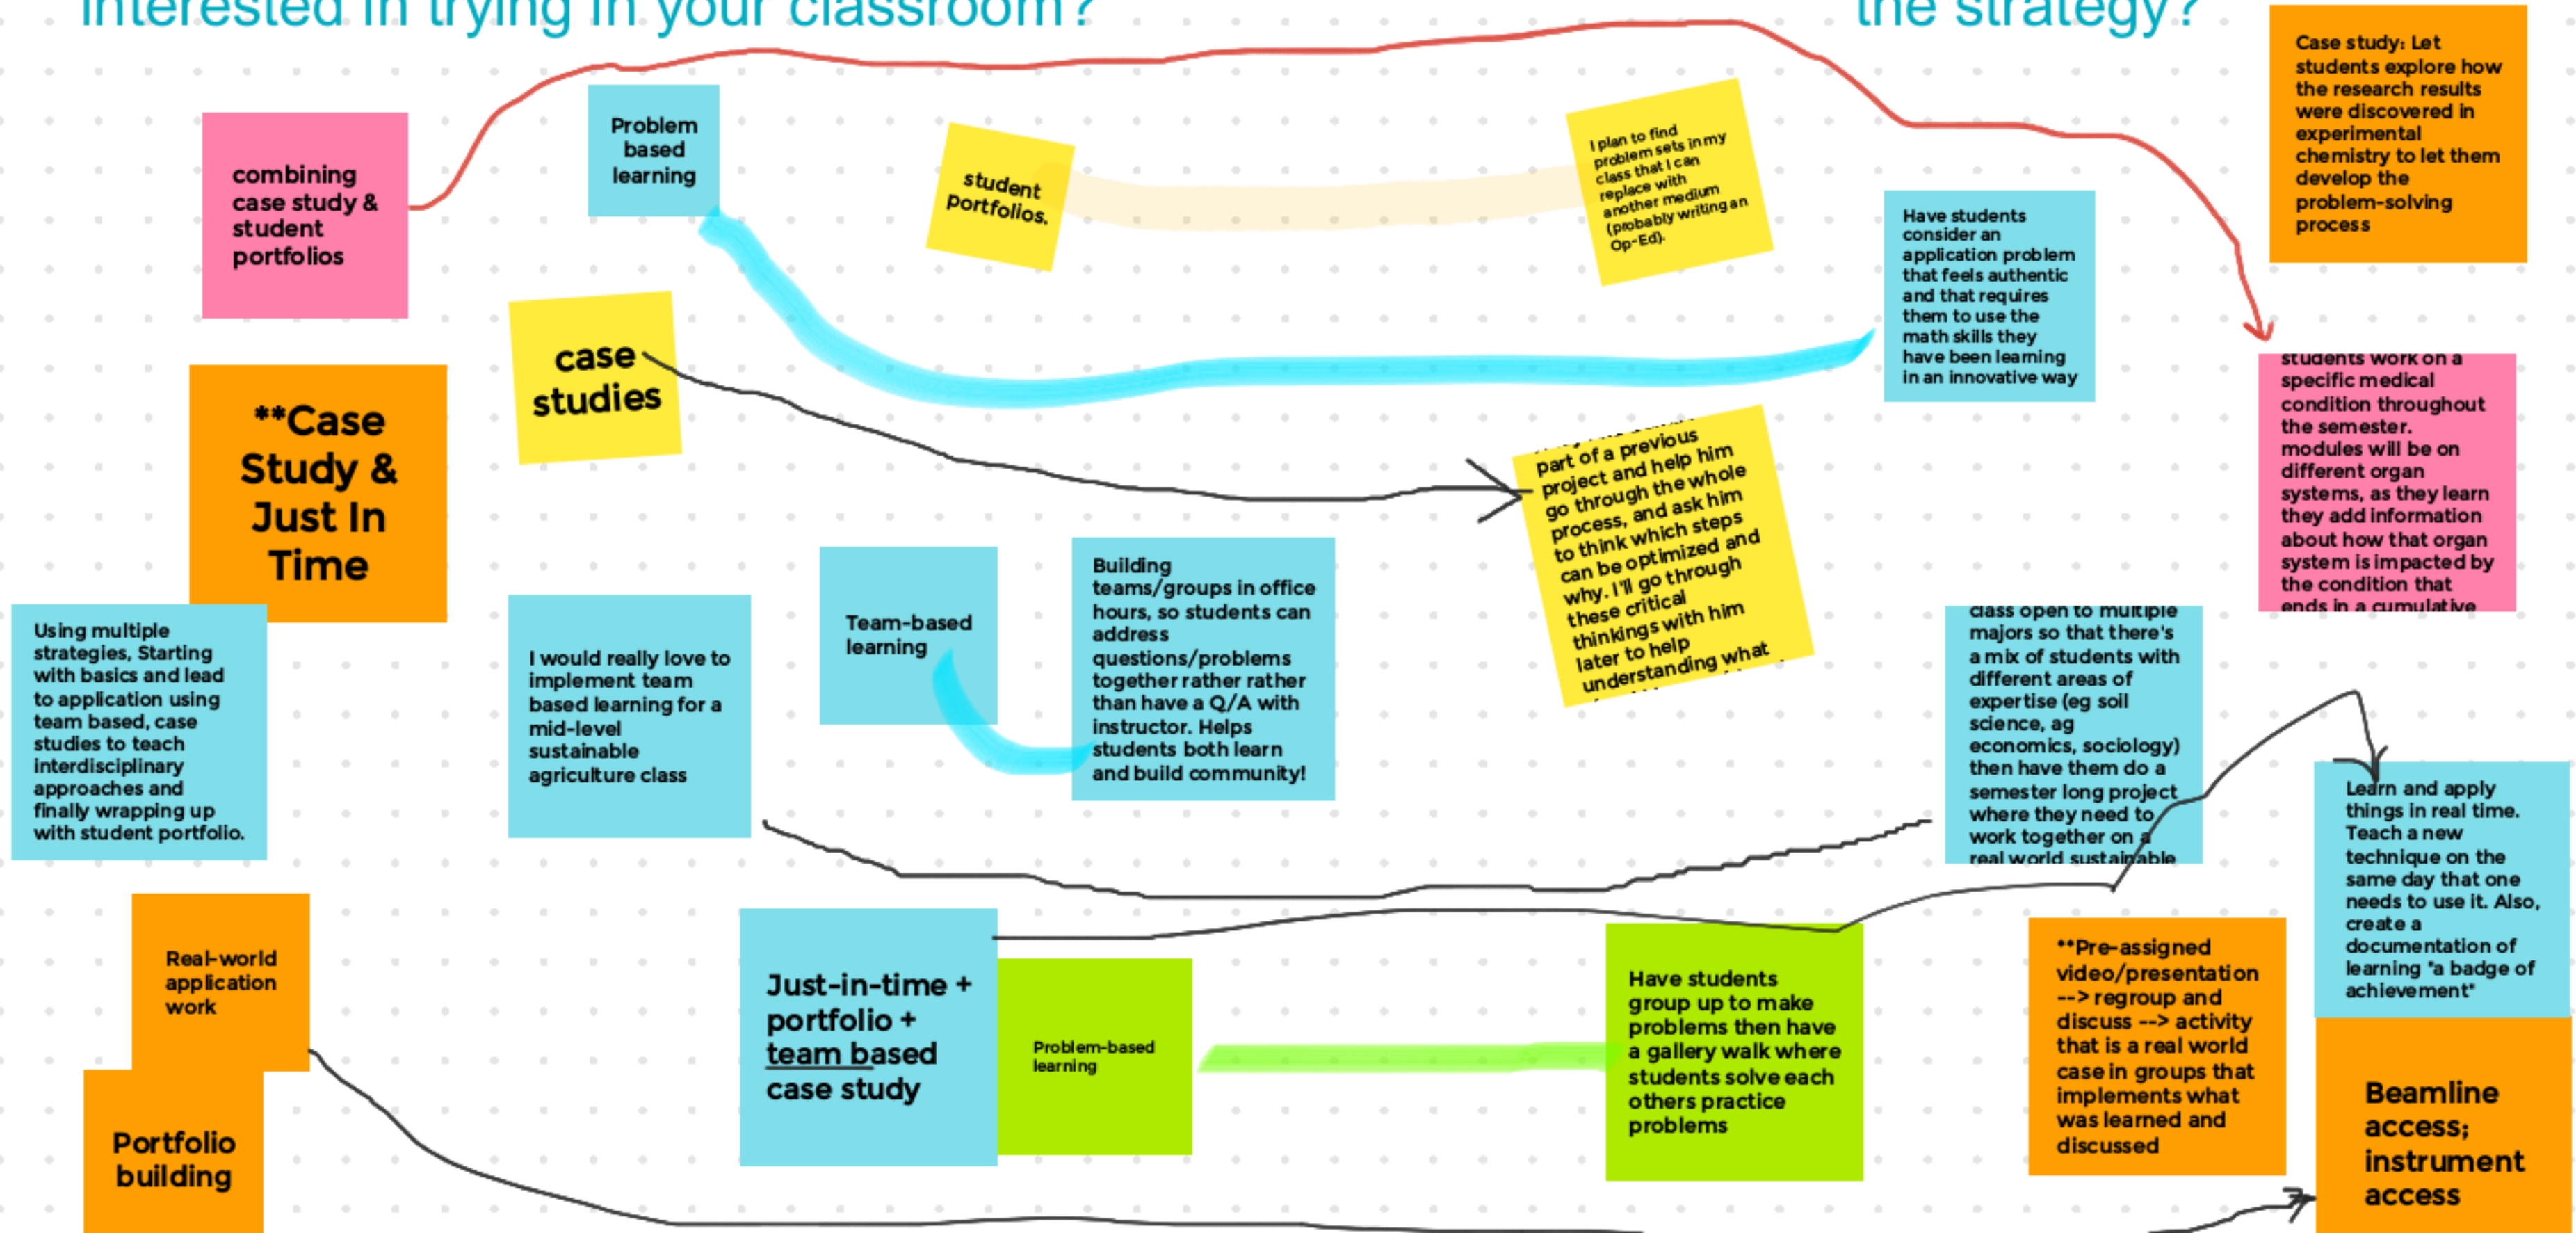 interested in trying in your classroom?
the strategy?
Case study: Let
students explore how
the research results
were discovered in
experimental
chemistry to let them
develop the
problem-solving
process
combining
case study &
student
portfolios
Problem
based
learning
student
portfolios.
I plan to find
problem sets in my
class that I can
replace with
another medium
(probably writing an
Op-Ed).
Have students
consider an
application problem
that feels authentic
and that requires
them to use the
math skills they
have been learning
in an innovative way
case
studies
students work on a
specific medical
condition throughout
the semester.
modules will be on
different organ
systems, as they learn
they add information
about how that organ
system is impacted by
the condition that
ends in a cumulative
**Case
Study &
Just In
Time
part of a previous
project and help him
go through the whole
process, and ask him
to think which steps
can be optimized and
why. I'll go through
these critical
thinkings with him
later to help
understanding what
Using multiple
strategies, Starting
with basics and lead
to application using
team based, case
studies to teach
interdisciplinary
approaches and
finally wrapping up
with student portfolio.
I would really love to
implement team
based learning for a
mid-level
sustainable
agriculture class
Team-based
learning
Building
teams/groups in office
hours, so students can
address
questions/problems
together rather rather
than have a Q/A with
instructor. Helps
students both learn
and build community!
class open to multiple
majors so that there's
a mix of students with
different areas of
expertise (eg soil
science, ag
economics, sociology)
then have them do a
semester long project
where they need to
work together on a
real world sustainable
Learn and apply
things in real time.
Teach a new
technique on the
same day that one
needs to use it. Also,
create a
documentation of
learning "a badge of
achievement"
Real-world
application
work
Portfolio
building
Just-in-time +
portfolio +
team based
case study
Problem-based
learning
Have students
group up to make
problems then have
a gallery walk where
students solve each
others practice
problems
**Pre-assigned
video/presentation
--> regroup and
discuss --> activity
that is a real world
case in groups that
implements what
was learned and
discussed
Beamline
access;
instrument
access